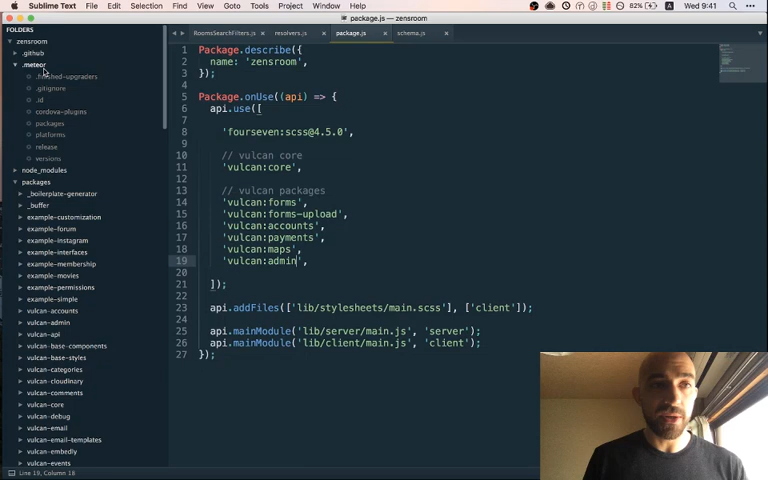 Sublime Text File Edit Selection Find View Goto Tools Project Window Help 82% Wed 9:41
package.js — zensroom
FOLDERS
RoomsSearchFilters.js × resolvers.js × package.js × schema.js ×
zensroom
.github
.meteor
.finished-upgraders
.gitignore
.id
cordova-plugins
packages
platforms
release
versions
node_modules
packages
_boilerplate-generator
_buffer
example-customization
example-forum
example-instagram
example-interfaces
example-membership
example-movies
example-permissions
example-simple
vulcan-accounts
vulcan-admin
vulcan-api
vulcan-base-components
vulcan-base-styles
vulcan-categories
vulcan-cloudinary
vulcan-comments
vulcan-core
vulcan-debug
vulcan-email
vulcan-email-templates
vulcan-embedly
vulcan-events
1 Package.describe({
2 name: 'zensroom',
3 });
4
5 Package.onUse((api) => {
6 api.use([
7
8 'fourseven:scss@4.5.0',
9
10 // vulcan core
11 'vulcan:core',
12
13 // vulcan packages
14 'vulcan:forms',
15 'vulcan:forms-upload',
16 'vulcan:accounts',
17 'vulcan:payments',
18 'vulcan:maps',
19 'vulcan:admin',
20
21 ]);
22
23 api.addFiles(['lib/stylesheets/main.scss'], ['client']);
24
25 api.mainModule('lib/server/main.js', 'server');
26 api.mainModule('lib/client/main.js', 'client');
27 });
Line 19, Column 18